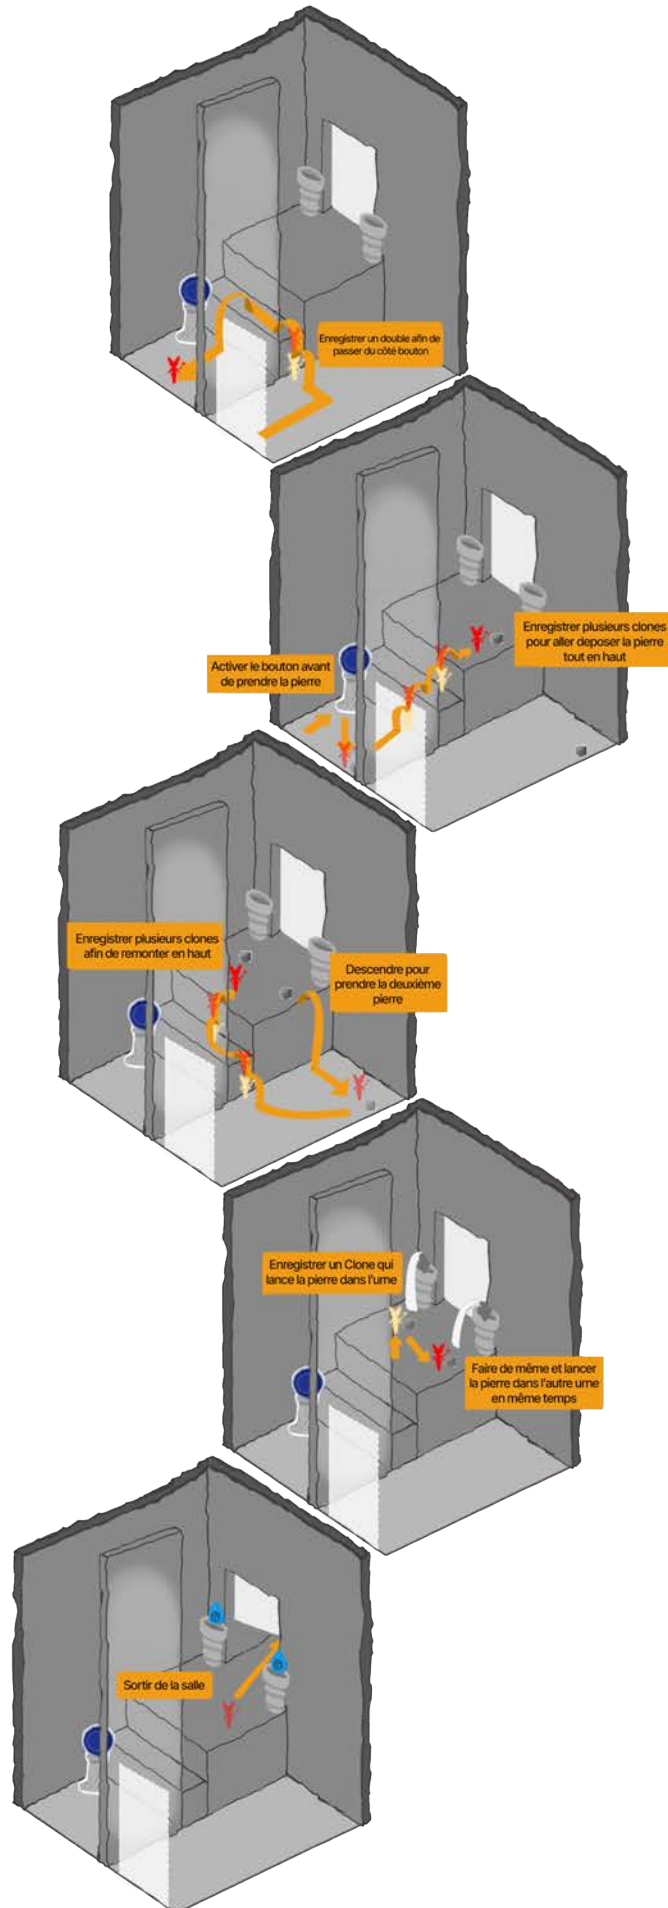 Enregistrer un double afin de
passer du côté bouton
Enregistrer plusieurs clones
pour aller deposer la pierre
tout en haut
Activer le bouton avant
de prendre la pierre
Enregistrer plusieurs clones
afin de remonter en haut
Descendre pour
prendre la deuxième
pierre
Enregistrer un Clone qui
lance la pierre dans l'urne
Faire de même et lancer
la pierre dans l'autre urne
en même temps
Sortir de la salle